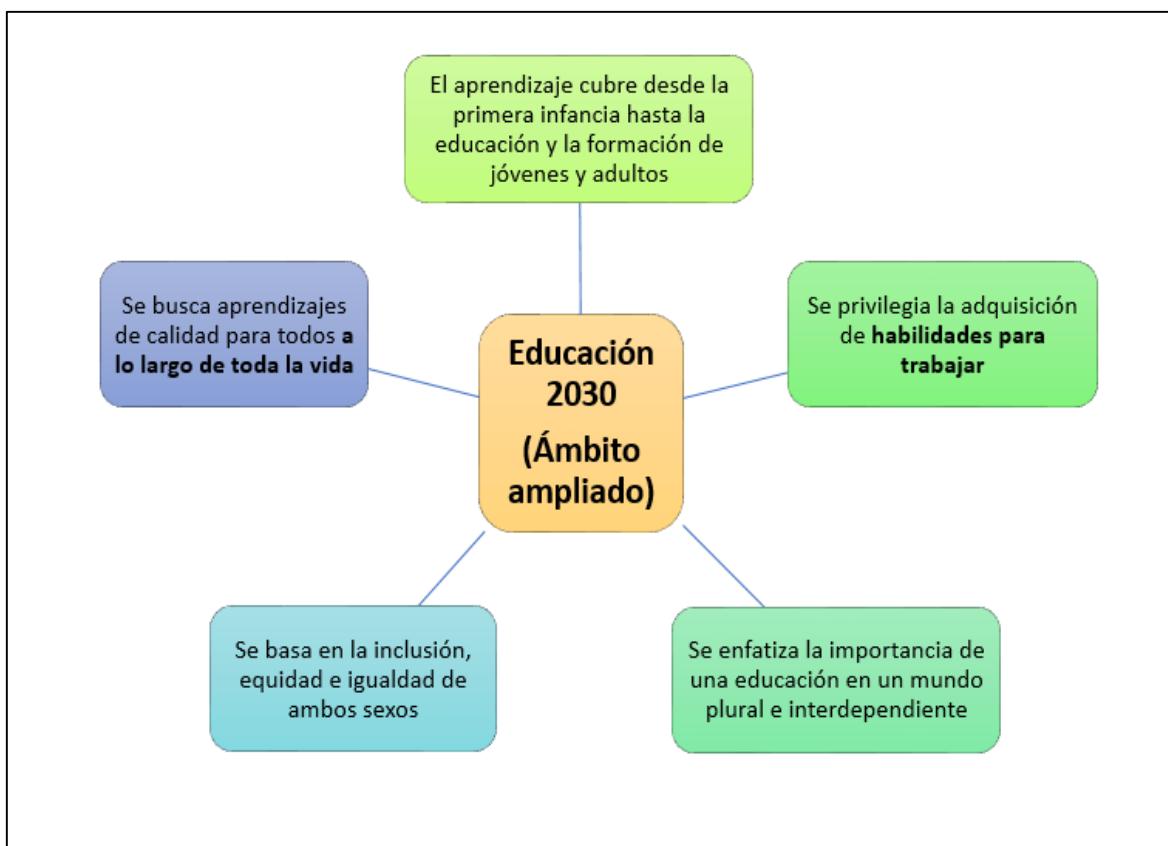 El aprendizaje cubre desde la
primera infancia hasta la
educación y la formación de
jóvenes y adultos
Se busca aprendizajes
de calidad para todos a
lo largo de toda la vida
Educación
2030
(Ámbito
ampliado)
Se privilegia la adquisición
de habilidades para
trabajar
Se basa en la inclusión,
equidad e igualdad de
ambos sexos
Se enfatiza la importancia de
una educación en un mundo
plural e interdependiente